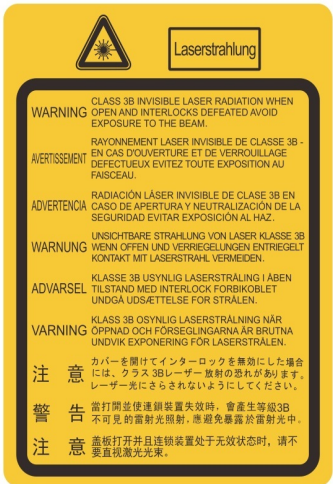 Laserstrahlung
CLASS 3B INVISIBLE LASER RADIATION WHEN
WARNING OPEN AND INTERLOCKS DEFEATED AVOID
EXPOSURE TO THE BEAM.
RAYONNEMENT LASER INVISIBLE DE CLASSE 3B -
AVERTISSEMENT EN CAS D'OUVERTURE ET DE VERROUILLAGE
DEFECTUEUX EVITEZ TOUTE EXPOSITION AU
FAISCEAU.
RADIACIÓN LÁSER INVISIBLE DE CLASE 3B EN
ADVERTENCIA CASO DE APERTURA Y NEUTRALIZACIÓN DE LA
SEGURIDAD EVITAR EXPOSICIÓN AL HAZ.
UNSICHTBARE STRAHLUNG VON LASER KLASSE 3B
WARNUNG WENN OFFEN UND VERRIEGELUNGEN ENTRIEGELT
KONTAKT MIT LASERSTRAHL VERMEIDEN.
KLASSE 3B USYNLIG LASERSTRÅLING I ÅBEN
ADVARSEL TILSTAND MED INTERLOCK FORBIKOBLET
UNDGÅ UDSÆTTELSE FOR STRÅLEN.
KLASS 3B OSYNLIG LASERSTRÅLNING NÄR
VARNING ÖPPNAD OCH FÖRSEGLINGARNA ÄR BRUTNA
UNDVIK EXPONERING FÖR LASERSTRÅLEN.
カバーを開けてインターロックを無効にした場合
注 意 には、クラス 3Bレーザー放射の恐れがあります。
レーザー光にさらされないようにしてください。
警 告 當打開並使連鎖裝置失效時，會產生等級3B
不可見的雷射光照射，應避免暴露於雷射光中。
注 意 盖板打开并且连锁装置处于无效状态时，请不
要直视激光光束。